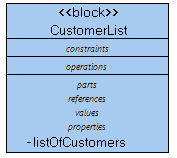 <<block>>
CustomerList
constraints
operations
parts
references
values
properties
-listOfCustomers